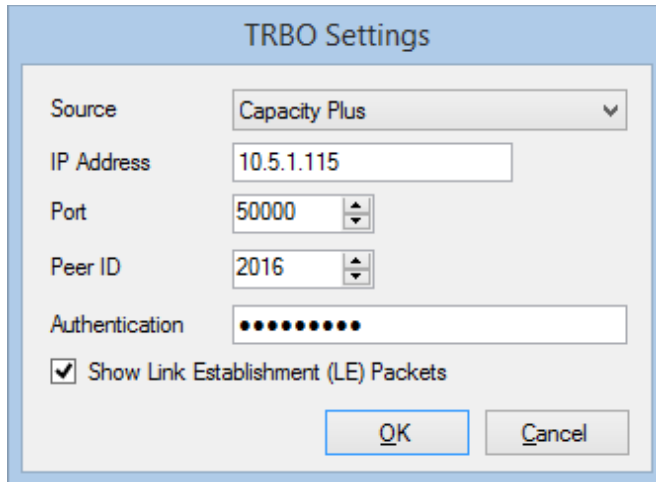 TRBO Settings
Source Capacity Plus
IP Address 10.5.1.115
Port 50000
Peer ID 2016
Authentication •••••••••
Show Link Establishment (LE) Packets
OK Cancel